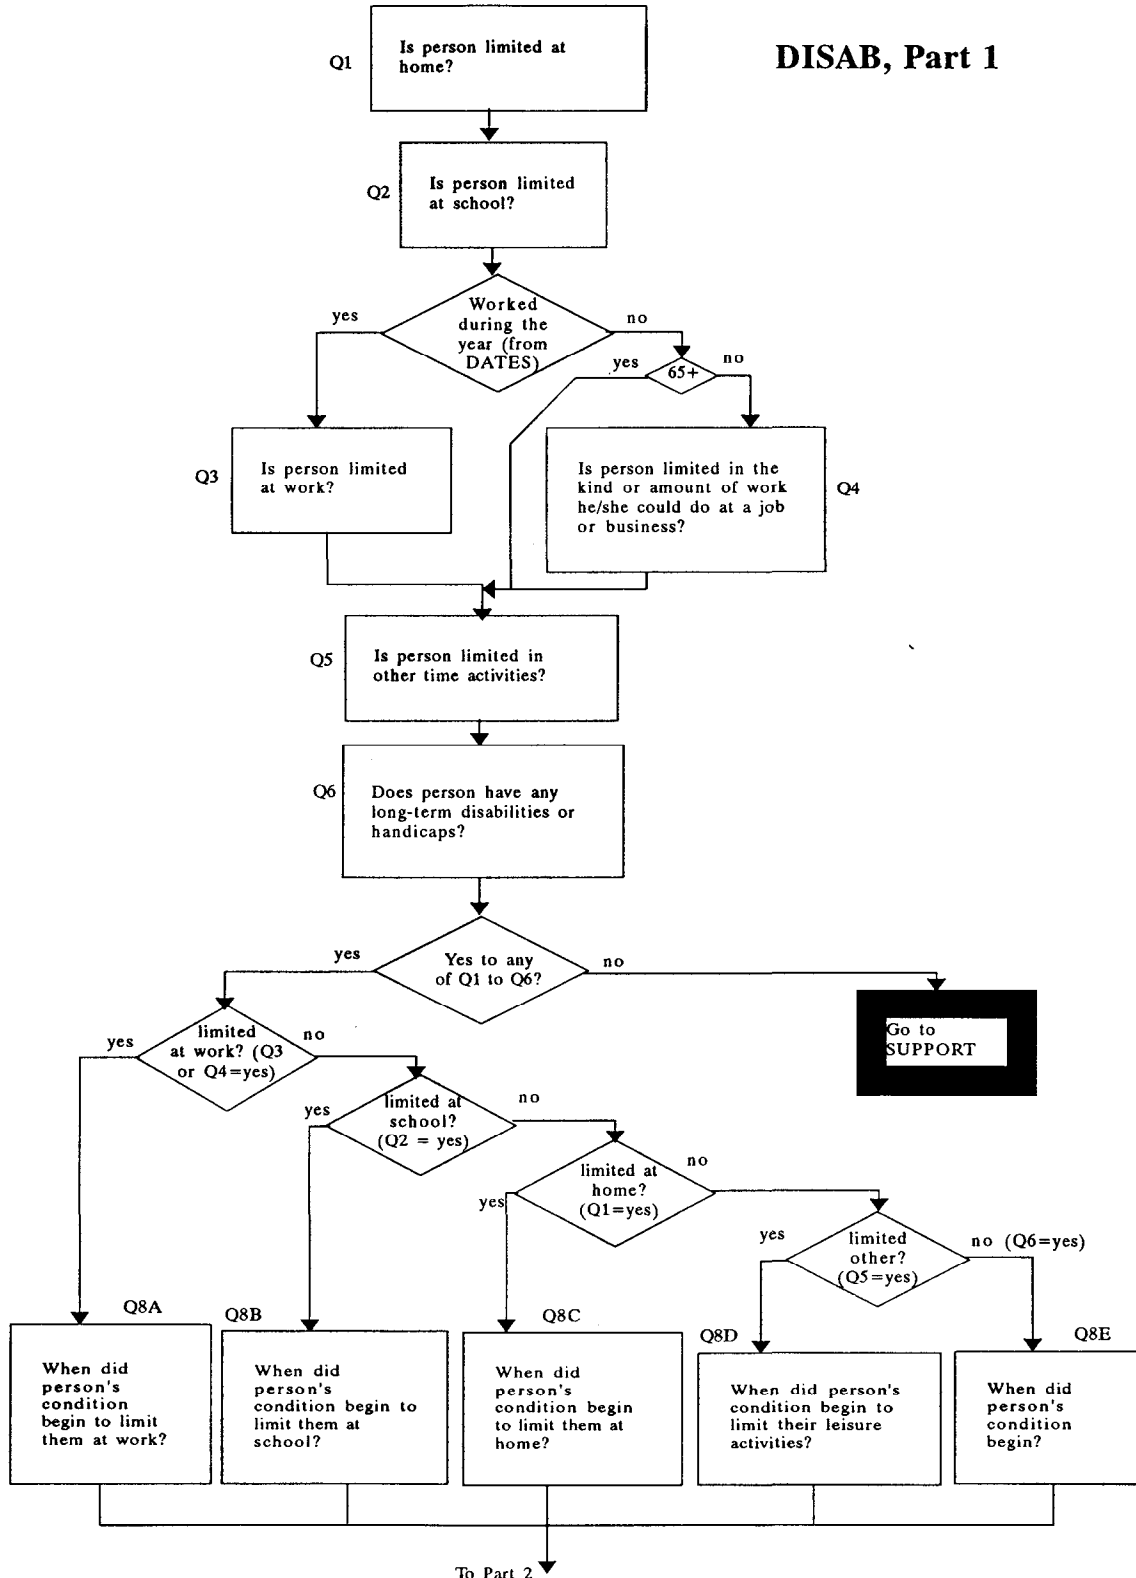 DISAB, Part 1
Q1
Is person limited at
home?
Q2
Is person limited
at school?
yes
Worked
during the
year (from
DATES)
no
yes
65+
no
Q3
Is person limited
at work?
Is person limited in the
kind or amount of work
he/she could do at a job
or business?
Q4
Q5
Is person limited in
other time activities?
Q6
Does person have any
long-term disabilities or
handicaps?
yes
Yes to any
of Q1 to Q6?
no
Go to
SUPPORT
yes
limited
at work? (Q3
or Q4=yes)
no
yes
limited at
school?
(Q2 = yes)
no
yes
limited at
home?
(Q1=yes)
no
yes
limited
other?
(Q5=yes)
no (Q6=yes)
Q8A
When did
person's
condition
begin to limit
them at work?
Q8B
When did
person's
condition begin to
limit them at
school?
Q8C
When did
person's
condition begin
to limit them at
home?
Q8D
When did person's
condition begin to
limit their leisure
activities?
Q8E
When did
person's
condition
begin?
To Part 2